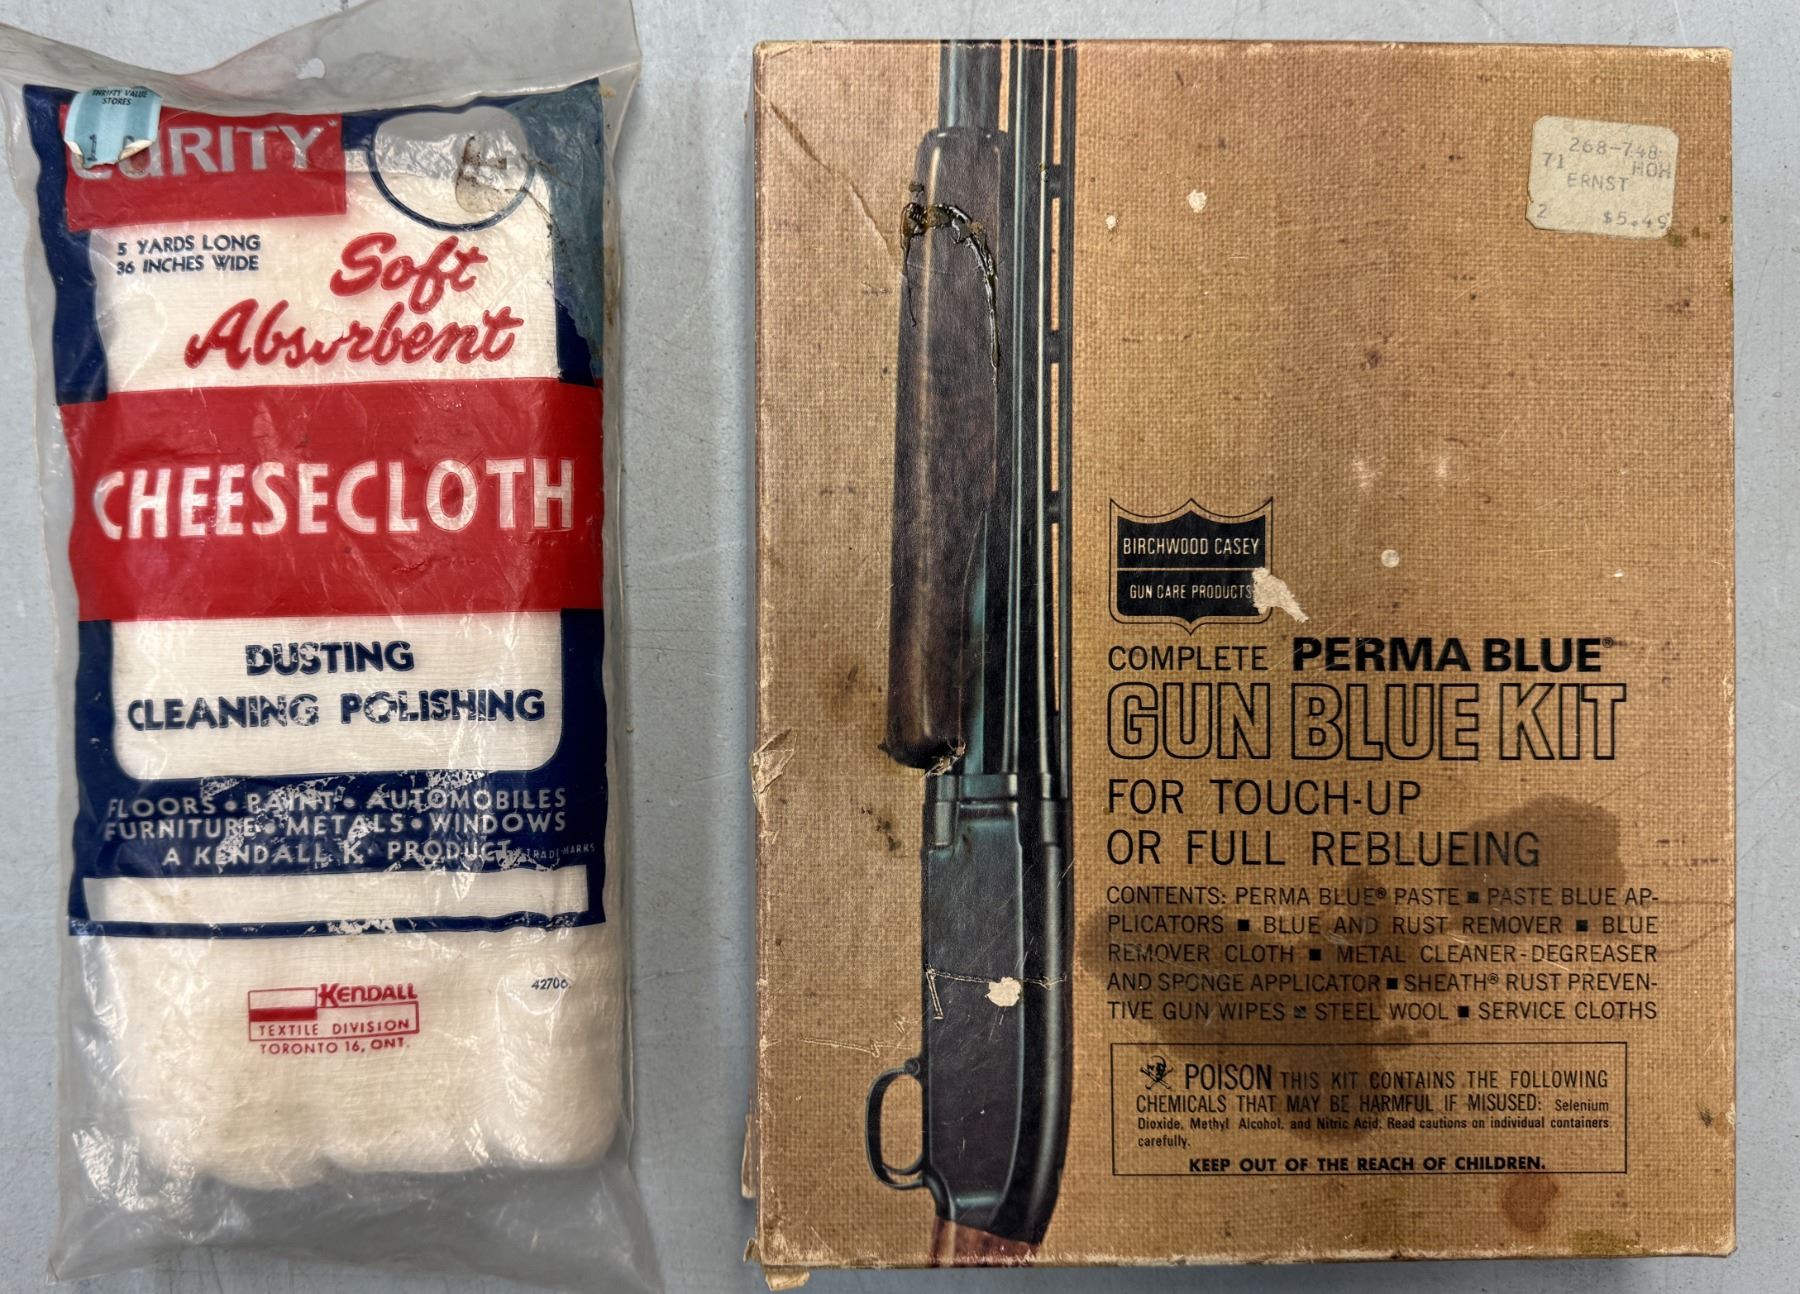 THRIFTY VALUE
STORES
CURITY
5 YARDS LONG
36 INCHES WIDE
Soft
Absorbent
CHEESECLOTH
DUSTING
CLEANING POLISHING
FLOORS • PAINT • AUTOMOBILES
FURNITURE • METALS • WINDOWS
A KENDALL K PRODUCT TRADE-MARKS
KENDALL
TEXTILE DIVISION
TORONTO 16, ONT.
42706
268-748
71 HOH
ERNST
2 $5.49
BIRCHWOOD CASEY
GUN CARE PRODUCTS
COMPLETE PERMA BLUE®
GUN BLUE KIT
FOR TOUCH-UP
OR FULL REBLUEING
CONTENTS: PERMA BLUE® PASTE ■ PASTE BLUE AP-
PLICATORS ■ BLUE AND RUST REMOVER ■ BLUE
REMOVER CLOTH ■ METAL CLEANER-DEGREASER
AND SPONGE APPLICATOR ■ SHEATH® RUST PREVEN-
TIVE GUN WIPES ■ STEEL WOOL ■ SERVICE CLOTHS
POISON THIS KIT CONTAINS THE FOLLOWING
CHEMICALS THAT MAY BE HARMFUL IF MISUSED: Selenium
Dioxide, Methyl Alcohol, and Nitric Acid. Read cautions on individual containers
carefully.
KEEP OUT OF THE REACH OF CHILDREN.